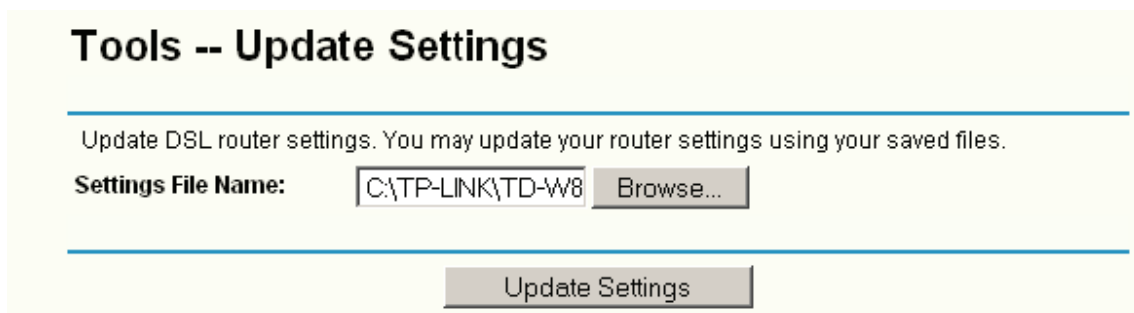 Tools -- Update Settings
Update DSL router settings. You may update your router settings using your saved files.
Settings File Name: C:\TP-LINK\TD-W8 Browse...
Update Settings